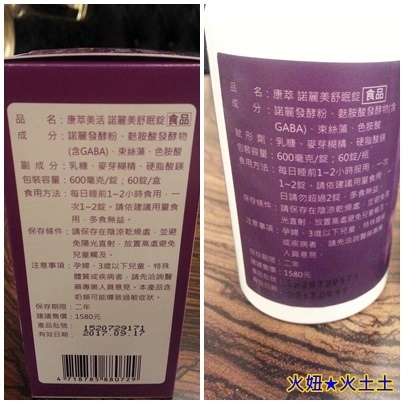 品 名：康萃美活 諾麗美舒眠錠 食品
成 分：諾麗發酵粉、麩胺酸發酵物
(含GABA)、束絲藻、色胺酸
副 成 分：乳糖、麥芽糊精、硬脂酸鎂
包裝容量：600毫克/錠；60錠/盒
食用方法：每日睡前1~2小時食用，一
次1~2錠，請依建議用量食
用，多食無益。
保存條件：請保存在陰涼乾燥處，並避
免陽光直射，放置高處避免
兒童觸及。
注意事項：孕婦、3歲以下兒童、特殊
體質或疾病者，請先洽詢醫
藥專業人員意見，本產品含
奶類可能導致過敏症狀。
保存期限：二年
建議售價：1580元
產品批號：1520729171
有效日期：2017.09.17
4718785880729
品 名：康萃 諾麗美舒眠錠 食品
成 分：諾麗發酵粉、麩胺酸發酵物(含
GABA)、束絲藻、色胺酸
賦 形 劑：乳糖、麥芽糊精、硬脂酸鎂
包裝容量：600毫克/錠；60錠/瓶
食用方法：每日睡前1~2小時服用，一次
1~2錠，請依建議用量食用，
日請勿超過2錠，多食無益。
保存條件：請保存在陰涼乾燥處，並避免陽
光直射，放置高處避免兒童觸
注意事項：孕婦、3歲以下兒童、特殊
或疾病者，請先洽詢醫
人員意見。
保存期限：二年
建議售價：1580元
火妞★火土土